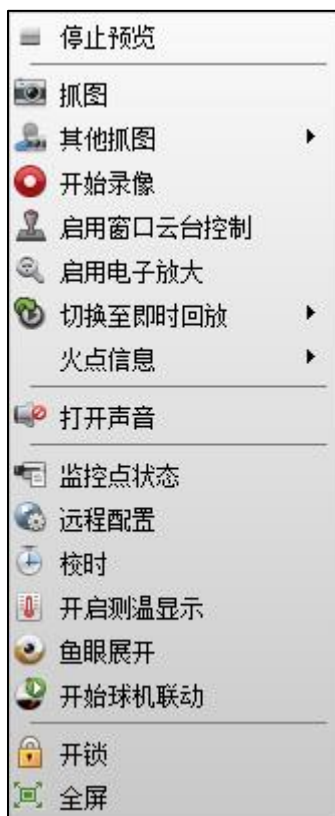 停止预览
抓图
其他抓图
开始录像
启用窗口云台控制
启用电子放大
切换至即时回放
火点信息
打开声音
监控点状态
远程配置
校时
开启测温显示
鱼眼展开
开始球机联动
开锁
全屏